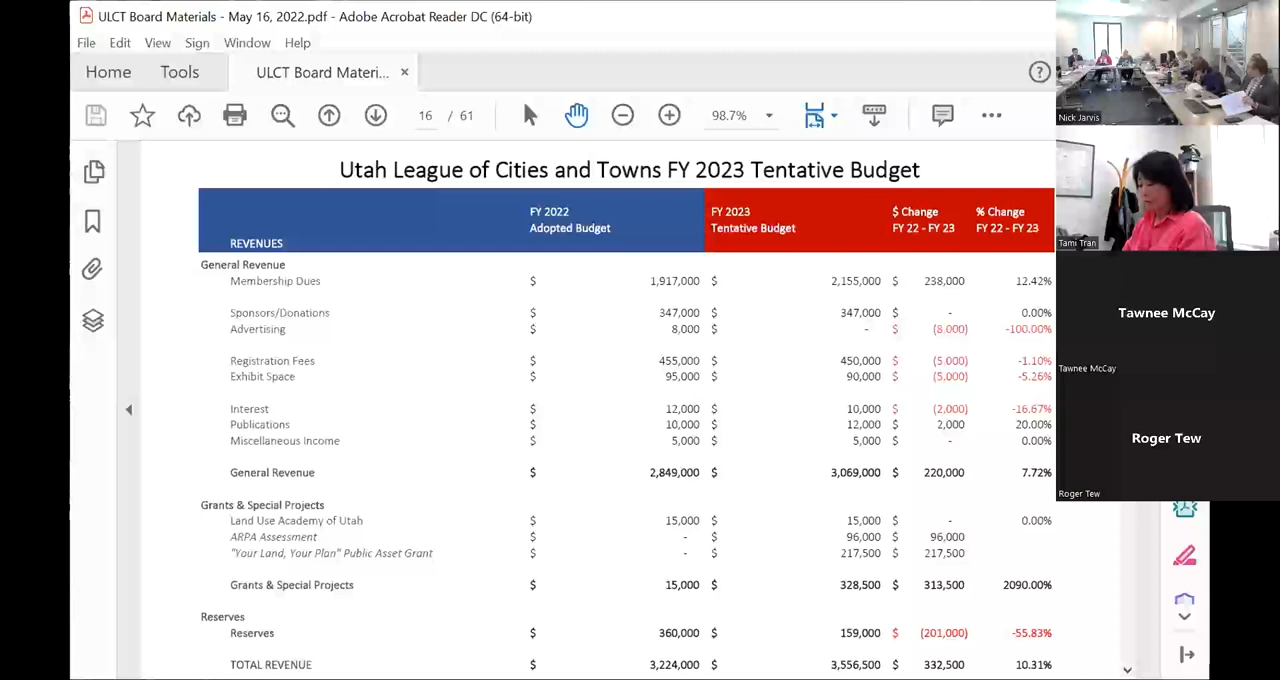 ULCT Board Materials - May 16, 2022.pdf - Adobe Acrobat Reader DC (64-bit)
File Edit View Sign Window Help
Home Tools ULCT Board Materi... ×
16 / 61 98.7%
Utah League of Cities and Towns FY 2023 Tentative Budget
FY 2022 FY 2023 $ Change % Change
Adopted Budget Tentative Budget FY 22 - FY 23 FY 22 - FY 23
REVENUES
General Revenue
Membership Dues $ 1,917,000 $ 2,155,000 $ 238,000 12.42%
Sponsors/Donations $ 347,000 $ 347,000 $ - 0.00%
Advertising $ 8,000 $ - $ (8,000) -100.00%
Registration Fees $ 455,000 $ 450,000 $ (5,000) -1.10%
Exhibit Space $ 95,000 $ 90,000 $ (5,000) -5.26%
Interest $ 12,000 $ 10,000 $ (2,000) -16.67%
Publications $ 10,000 $ 12,000 $ 2,000 20.00%
Miscellaneous Income $ 5,000 $ 5,000 $ - 0.00%
General Revenue $ 2,849,000 $ 3,069,000 $ 220,000 7.72%
Grants & Special Projects
Land Use Academy of Utah $ 15,000 $ 15,000 $ - 0.00%
ARPA Assessment $ - $ 96,000 $ 96,000
"Your Land, Your Plan" Public Asset Grant $ - $ 217,500 $ 217,500
Grants & Special Projects $ 15,000 $ 328,500 $ 313,500 2090.00%
Reserves
Reserves $ 360,000 $ 159,000 $ (201,000) -55.83%
TOTAL REVENUE $ 3,224,000 $ 3,556,500 $ 332,500 10.31%
Nick Jarvis
Tami Tran
Tawnee McCay
Tawnee McCay
Roger Tew
Roger Tew